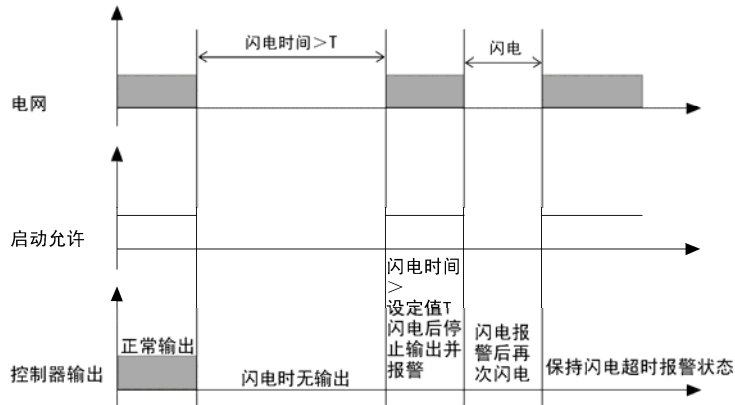 闪电时间>T
闪电
电网
启动允许
闪电时间
>
设定值T
闪电后停
止输出并
报警
正常输出
闪电报
警后再
次闪电
控制器输出
闪电时无输出
保持闪电超时报警状态